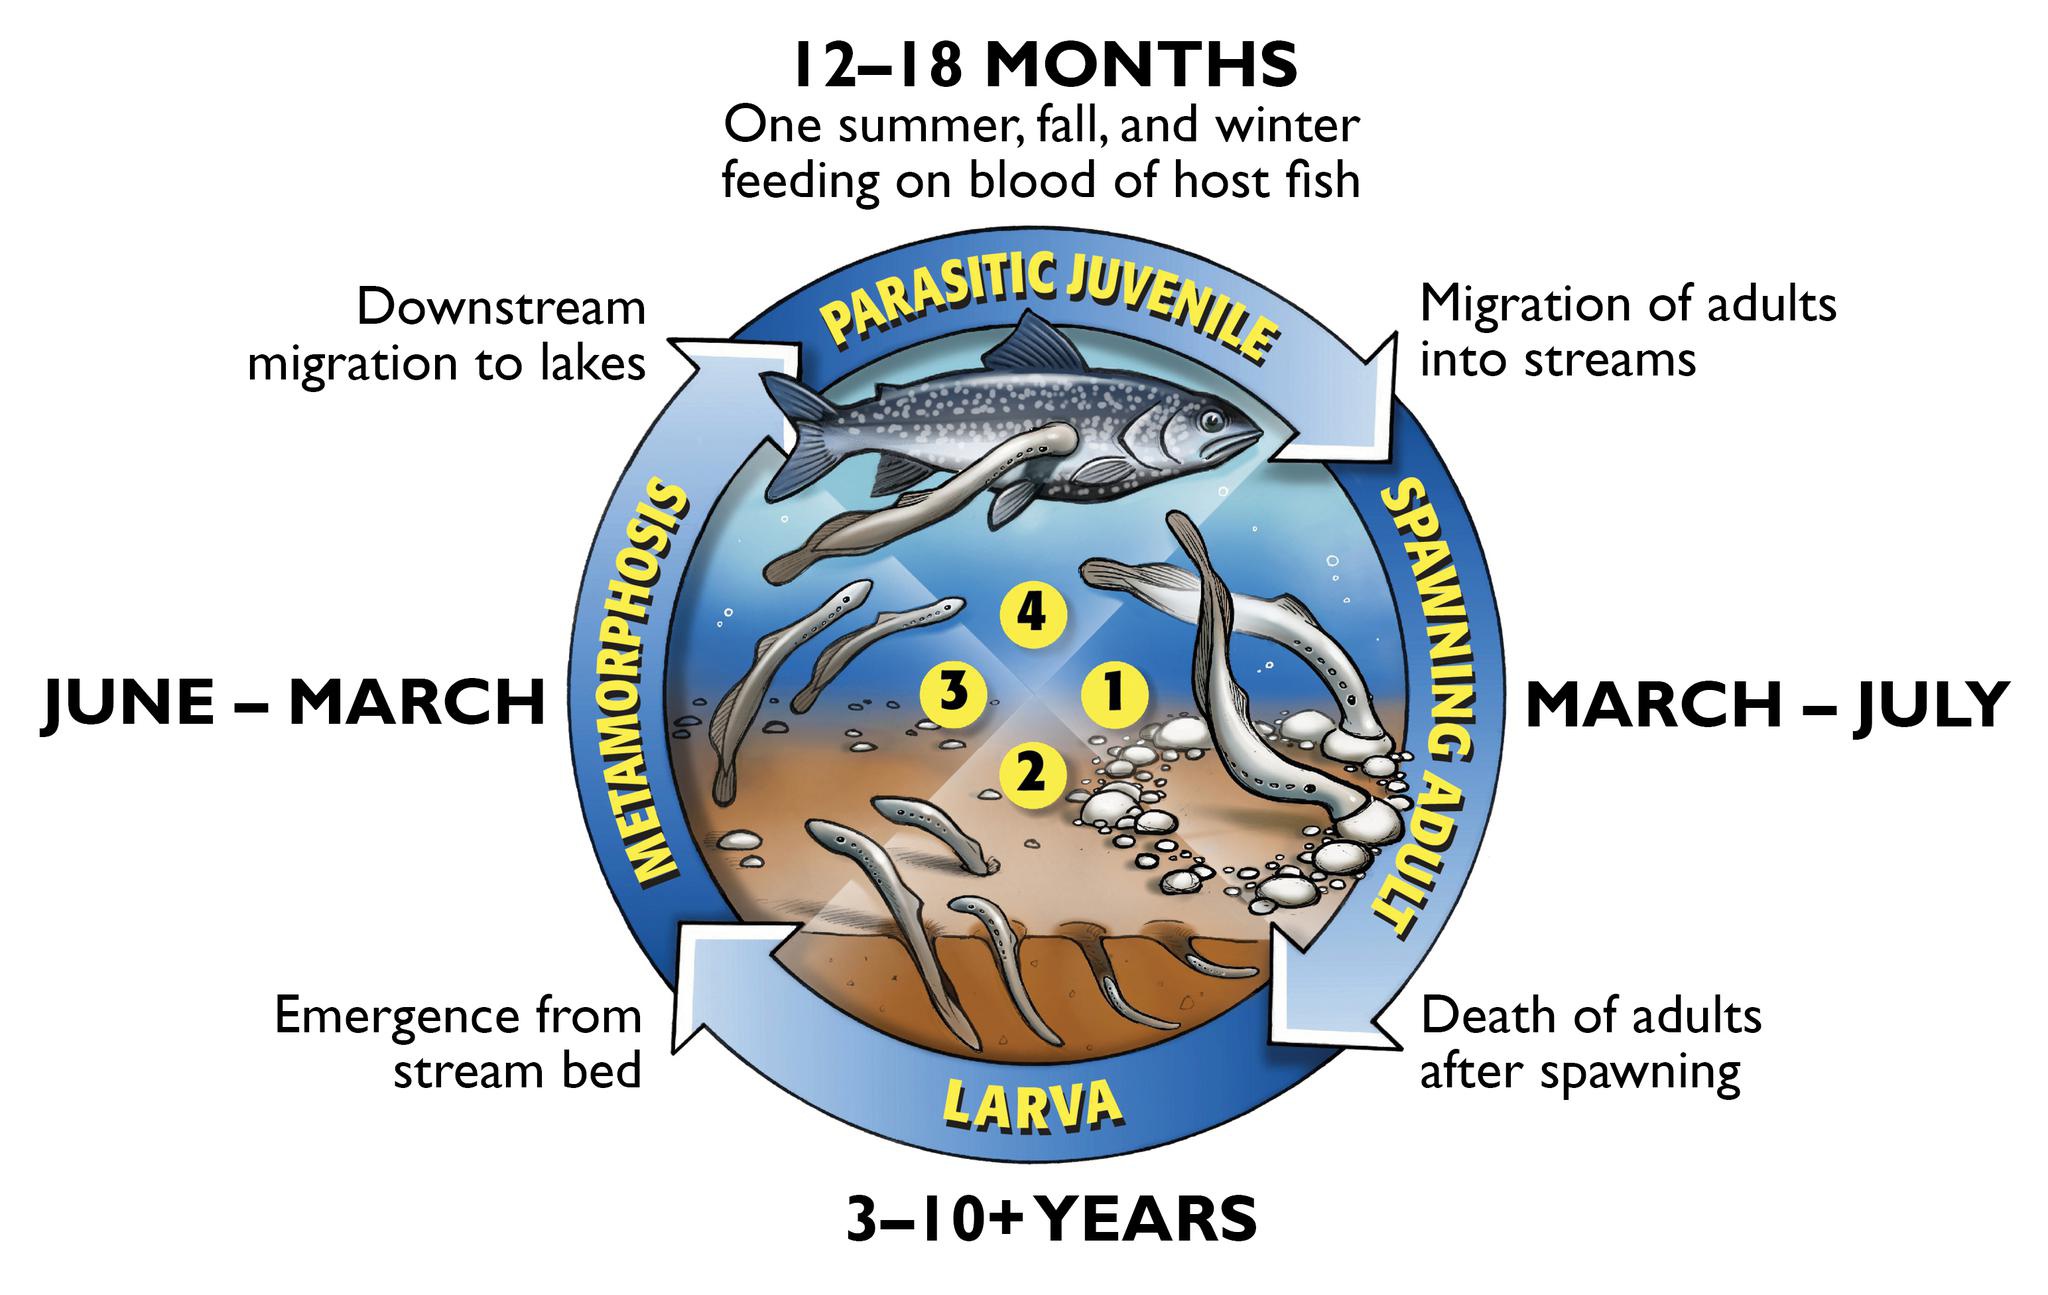 12–18 MONTHS
One summer, fall, and winter
feeding on blood of host fish
PARASITIC JUVENILE
Downstream
migration to lakes
Migration of adults
into streams
METAMORPHOSIS
SPAWNING ADULT
4
3
1
2
JUNE – MARCH
MARCH – JULY
Emergence from
stream bed
Death of adults
after spawning
LARVA
3–10+ YEARS